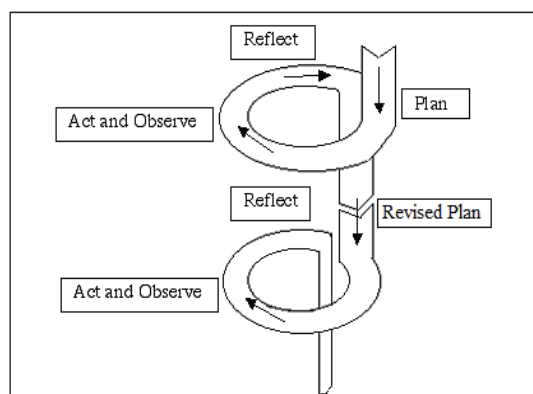 Reflect
Plan
Act and Observe
Reflect
Revised Plan
Act and Observe